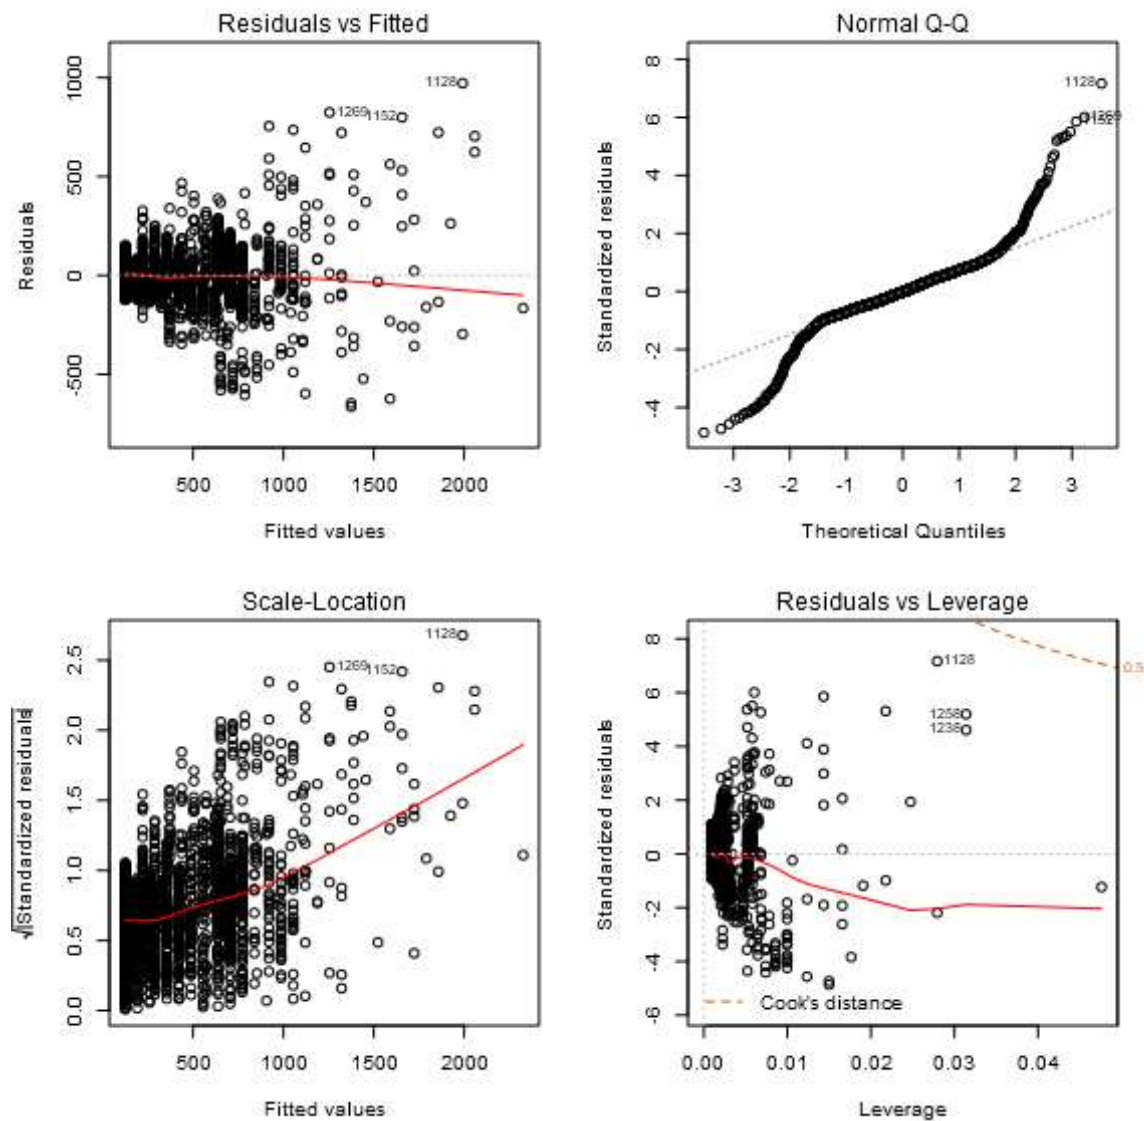 Residuals vs Fitted
Residuals
1000
500
0
-500
1128
1269
1152
500 1000 1500 2000
Fitted values
Normal Q-Q
Standardized residuals
8
6
4
2
0
-2
-4
1128
1269
1152
-3 -2 -1 0 1 2 3
Theoretical Quantiles
Scale-Location
√|Standardized residuals|
2.5
2.0
1.5
1.0
0.5
0.0
1128
1269
1152
500 1000 1500 2000
Fitted values
Residuals vs Leverage
Standardized residuals
8
6
4
2
0
-2
-4
-6
1128
1258
1238
0.5
Cook's distance
0.00 0.01 0.02 0.03 0.04
Leverage